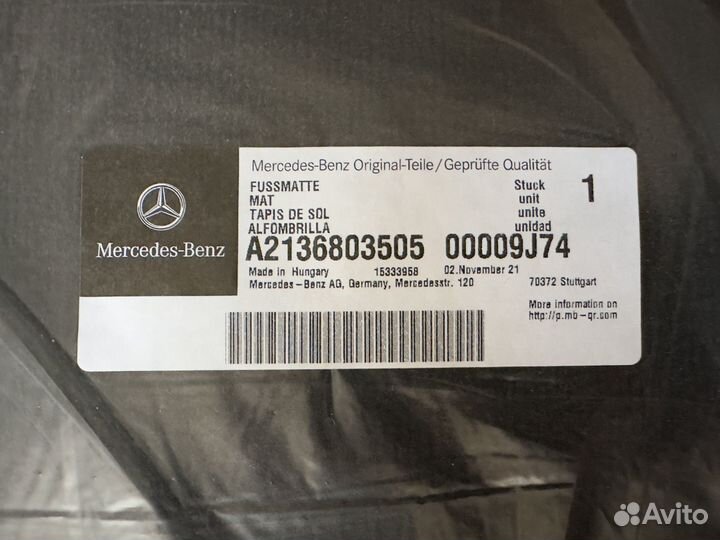 Mercedes-Benz
Mercedes-Benz Original-Teile/Geprüfte Qualität
FUSSMATTE Stuck 1
MAT unit
TAPIS DE SOL unite
ALFOMBRILLA unidad
A2136803505 00009J74
Made in Hungary 15333958 02.November 21
Mercedes-Benz AG, Germany, Mercedesstr. 120 70372 Stuttgart
More information on
http://p.mb-qr.com
Avito